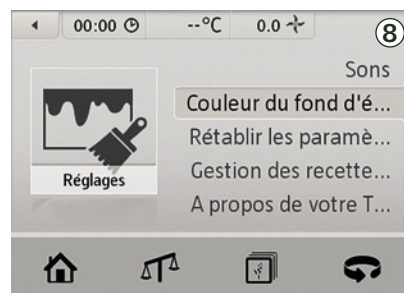 00:00 --°C 0.0
8
Sons
Couleur du fond d'é...
Rétablir les paramè...
Gestion des recette...
A propos de votre T...
Réglages